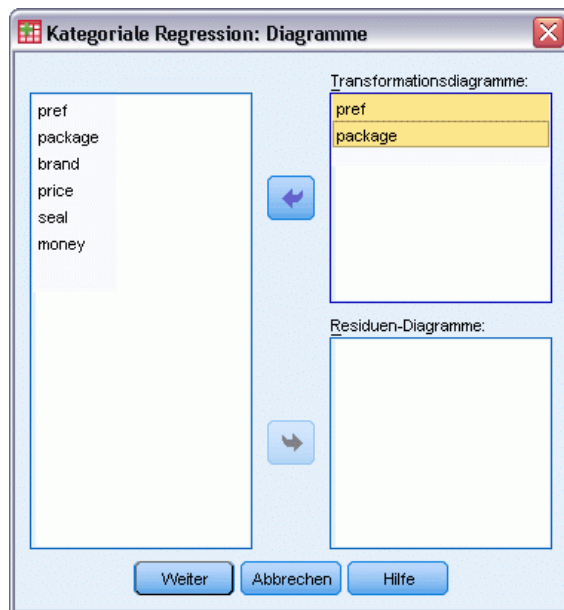 Kategoriale Regression: Diagramme
pref
package
brand
price
seal
money
Transformationsdiagramme:
pref
package
Residuen-Diagramme:
Weiter
Abbrechen
Hilfe